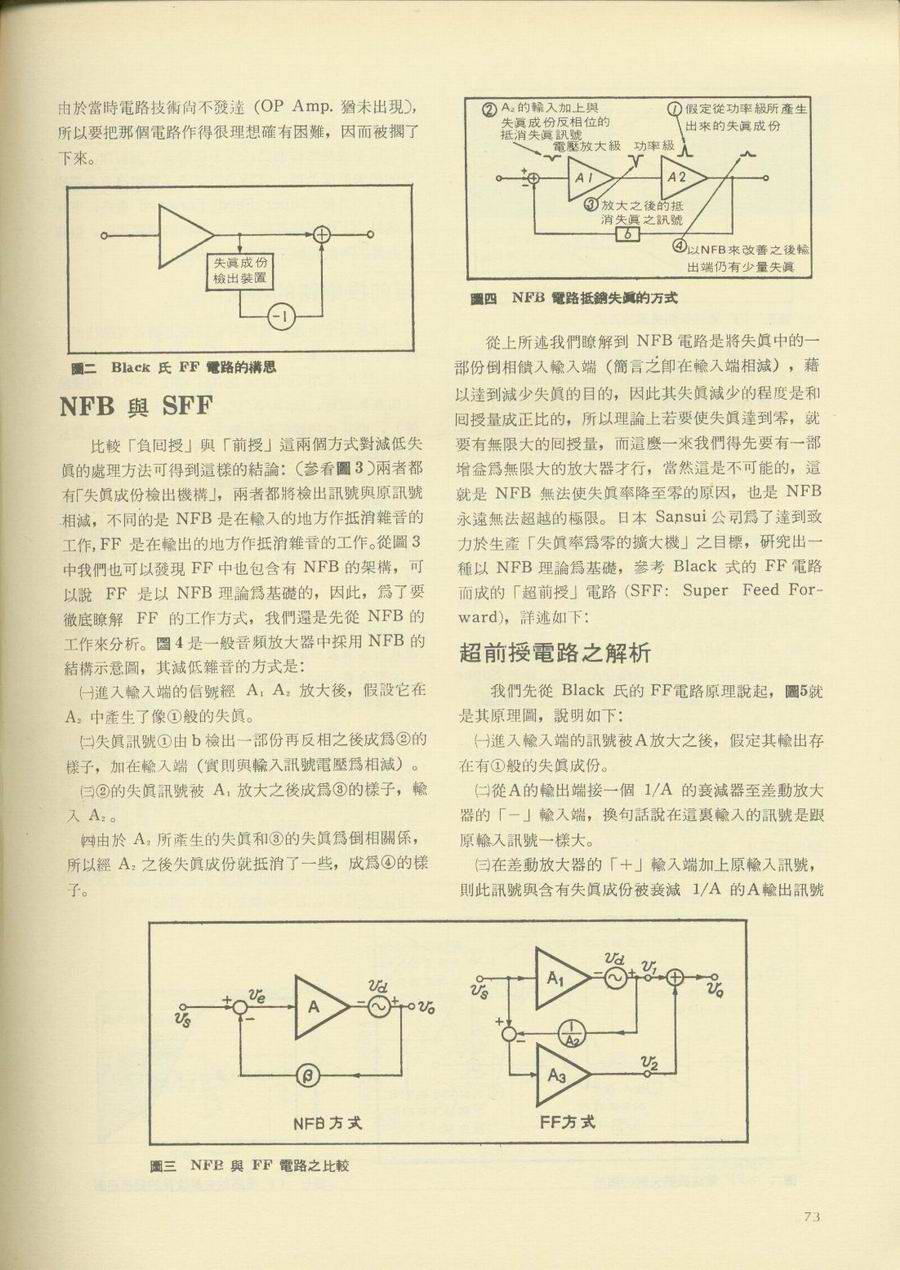 由於當時電路技術尙不發達 (OP Amp. 猶未出現),
所以要把那個電路作得很理想確有困難，因而被擱了
下來。
失眞成份
檢出裝置
-1
圖二 Black 氏 FF 電路的構思
NFB 與 SFF
比較「負回授」與「前授」這兩個方式對減低失
眞的處理方法可得到這樣的結論：（參看圖 3）兩者都
有「失眞成份檢出機構」，兩者都將檢出訊號與原訊號
相減，不同的是 NFB 是在輸入的地方作抵消雜音的
工作, FF 是在輸出的地方作抵消雜音的工作。從圖 3
中我們也可以發現 FF 中也包含有 NFB 的架構，可
以說 FF 是以 NFB 理論爲基礎的，因此，爲了要
徹底瞭解 FF 的工作方式，我們還是先從 NFB 的
工作來分析。圖 4 是一般音頻放大器中採用 NFB 的
結構示意圖，其減低雜音的方式是：
㈠進入輸入端的信號經 A₁ A₂ 放大後，假設它在
A₂ 中產生了像①般的失眞。
㈡失眞訊號①由 b 檢出一部份再反相之後成爲②的
樣子，加在輸入端（實則與輸入訊號電壓爲相減）。
㈢②的失眞訊號被 A₁ 放大之後成爲③的樣子，輸
入 A₂。
㈣由於 A₂ 所產生的失眞和③的失眞爲倒相關係，
所以經 A₂ 之後失眞成份就抵消了一些，成爲④的樣
子。
② A₂的輸入加上與
失眞成份反相位的
抵消失眞訊號
① 假定從功率級所產生
出來的失眞成份
電壓放大級 功率級
+
−
A1
A2
③ 放大之後的抵
消失眞之訊號
b
④ 以NFB來改善之後輸
出端仍有少量失眞
圖四 NFB 電路抵銷失眞的方式
從上所述我們瞭解到 NFB 電路是將失眞中的一
部份倒相饋入輸入端（簡言之卽在輸入端相減），藉
以達到減少失眞的目的，因此其失眞減少的程度是和
回授量成正比的，所以理論上若要使失眞達到零，就
要有無限大的回授量，而這麼一來我們得先要有一部
增益爲無限大的放大器才行，當然這是不可能的，這
就是 NFB 無法使失眞率降至零的原因，也是 NFB
永遠無法超越的極限。日本 Sansui 公司爲了達到致
力於生產「失眞率爲零的擴大機」之目標，研究出一
種以 NFB 理論爲基礎，參考 Black 式的 FF 電路
而成的「超前授」電路 (SFF: Super Feed For-
ward)，詳述如下：
超前授電路之解析
我們先從 Black 氏的 FF電路原理說起，圖5就
是其原理圖，說明如下：
㈠進入輸入端的訊號被A放大之後，假定其輸出存
在有①般的失眞成份。
㈡從A的輸出端接一個 1/A 的衰減器至差動放大
器的「－」輸入端，換句話說在這裏輸入的訊號是跟
原輸入訊號一樣大。
㈢在差動放大器的「＋」輸入端加上原輸入訊號，
則此訊號與含有失眞成份被衰減 1/A 的A輸出訊號
vs
+
−
ve
A
vd
−
+
vo
β
NFB 方式
vs
A₁
vd
−
+
v₁
vo
+
−
1/A₂
A₃
v₂
FF方式
圖三 NFB 與 FF 電路之比較
73